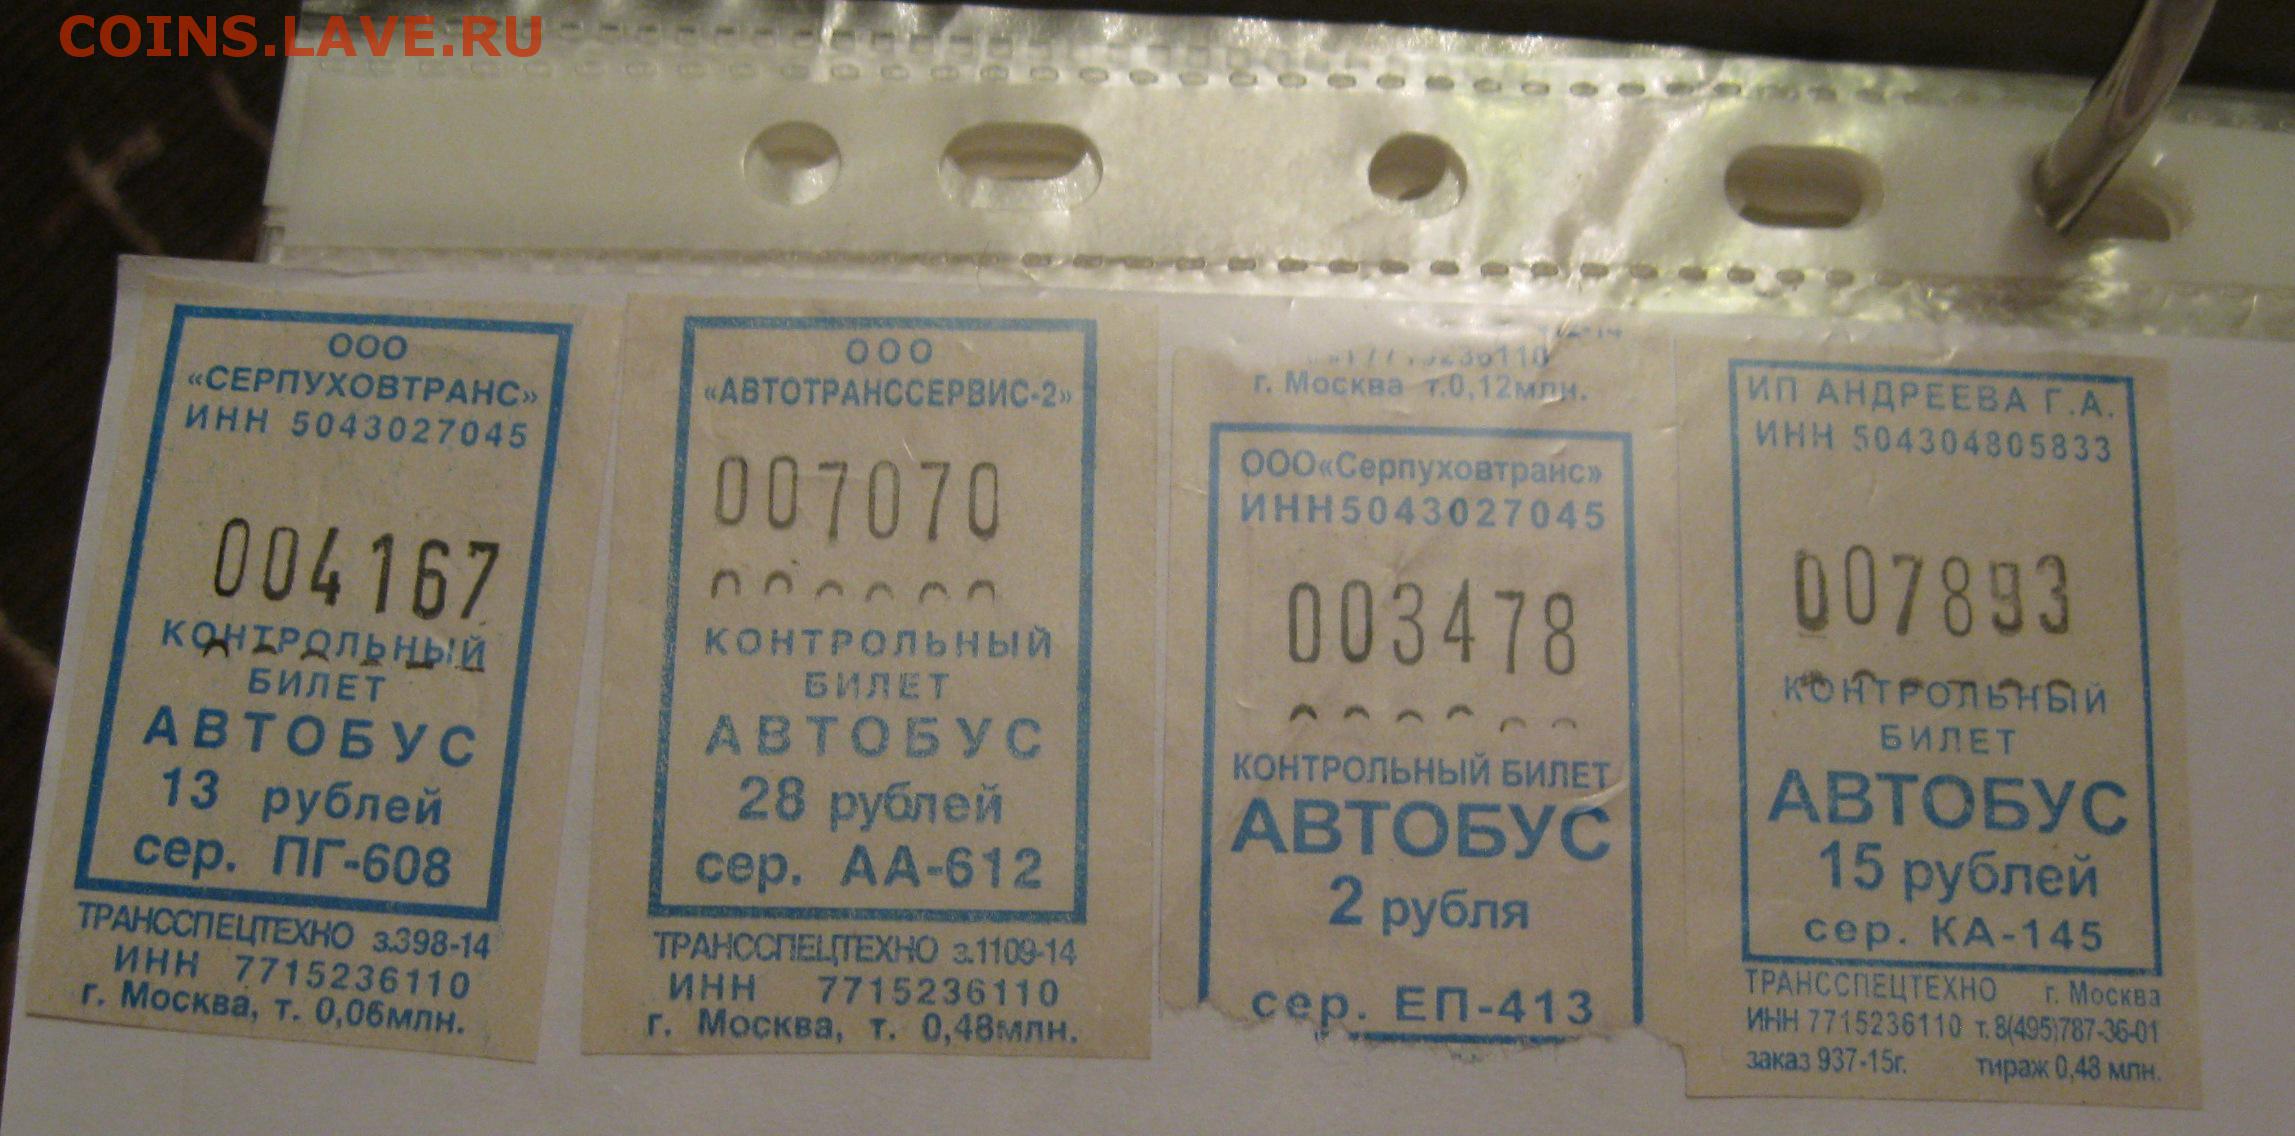 COINS.LAVE.RU
ООО
«СЕРПУХОВТРАНС»
ИНН 5043027045
004167
КОНТРОЛЬНЫЙ
БИЛЕТ
АВТОБУС
13 рублей
сер. ПГ-608
ТРАНССПЕЦТЕХНО з.398-14
ИНН 7715236110
г. Москва, т. 0,06млн.
ООО
«АВТОТРАНССЕРВИС-2»
007070
КОНТРОЛЬНЫЙ
БИЛЕТ
АВТОБУС
28 рублей
сер. АА-612
ТРАНССПЕЦТЕХНО з.1109-14
ИНН 7715236110
г. Москва, т. 0,48млн.
г. Москва т.0,12млн.
ООО«Серпуховтранс»
ИНН5043027045
003478
КОНТРОЛЬНЫЙ БИЛЕТ
АВТОБУС
2 рубля
сер. ЕП-413
ИП АНДРЕЕВА Г.А.
ИНН 504304805833
007893
КОНТРОЛЬНЫЙ
БИЛЕТ
АВТОБУС
15 рублей
сер. КА-145
ТРАНССПЕЦТЕХНО г. Москва
ИНН 7715236110 т. 8(495)787-36-01
заказ 937-15г. тираж 0,48 млн.